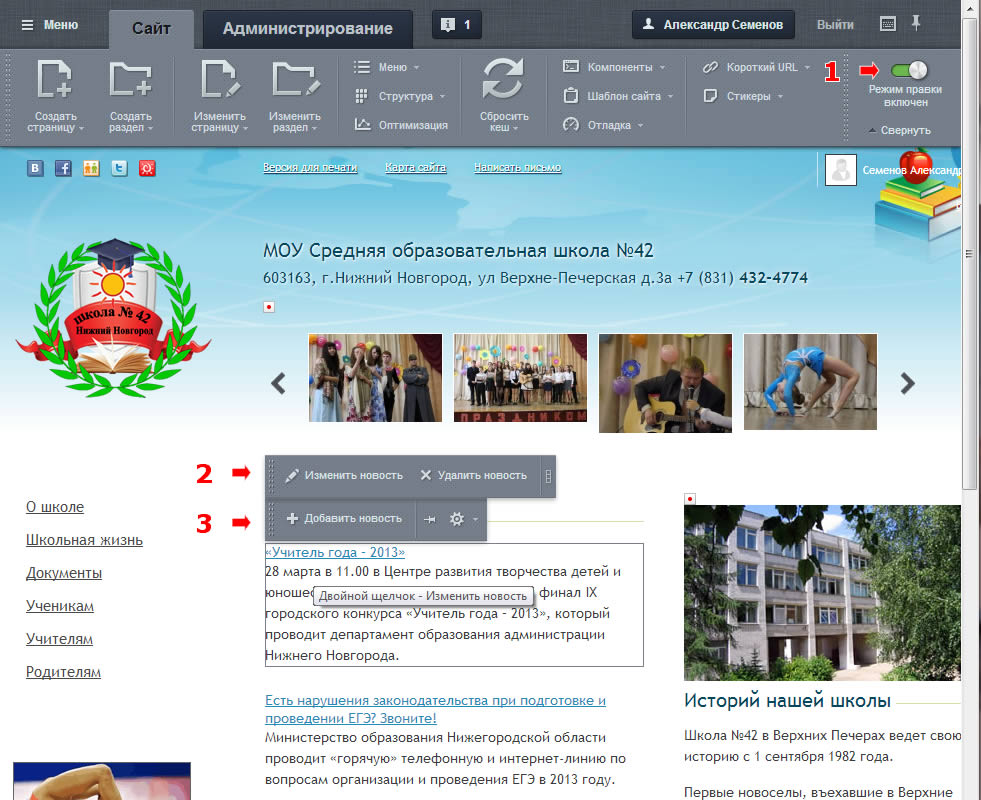 Меню
Сайт
Администрирование
1
Александр Семенов
Выйти
Создать страницу
Создать раздел
Изменить страницу
Изменить раздел
Меню
Структура
Оптимизация
Сбросить кеш
Компоненты
Шаблон сайта
Отладка
Короткий URL
Стикеры
1
Режим правки включен
Свернуть
В
f
t
Версия для печати
Карта сайта
Написать письмо
Семенов Александр
МОУ Средняя образовательная школа №42
603163, г.Нижний Новгород, ул Верхне-Печерская д.3а +7 (831) 432-4774
школа № 42
Нижний Новгород
ПРАЗДНИКОМ
2
Изменить новость
Удалить новость
3
Добавить новость
О школе
Школьная жизнь
Документы
Ученикам
Учителям
Родителям
«Учитель года – 2013»
28 марта в 11.00 в Центре развития творчества детей и
юношес
Двойной щелчок - Изменить новость
финал IX
городского конкурса «Учитель года – 2013», который
проводит департамент образования администрации
Нижнего Новгорода.
Есть нарушения законодательства при подготовке и
проведении ЕГЭ? Звоните!
Министерство образования Нижегородской области
проводит «горячую» телефонную и интернет-линию по
вопросам организации и проведения ЕГЭ в 2013 году.
Историй нашей школы
Школа №42 в Верхних Печерах ведет свою
историю с 1 сентября 1982 года.
Первые новоселы, въехавшие в Верхние